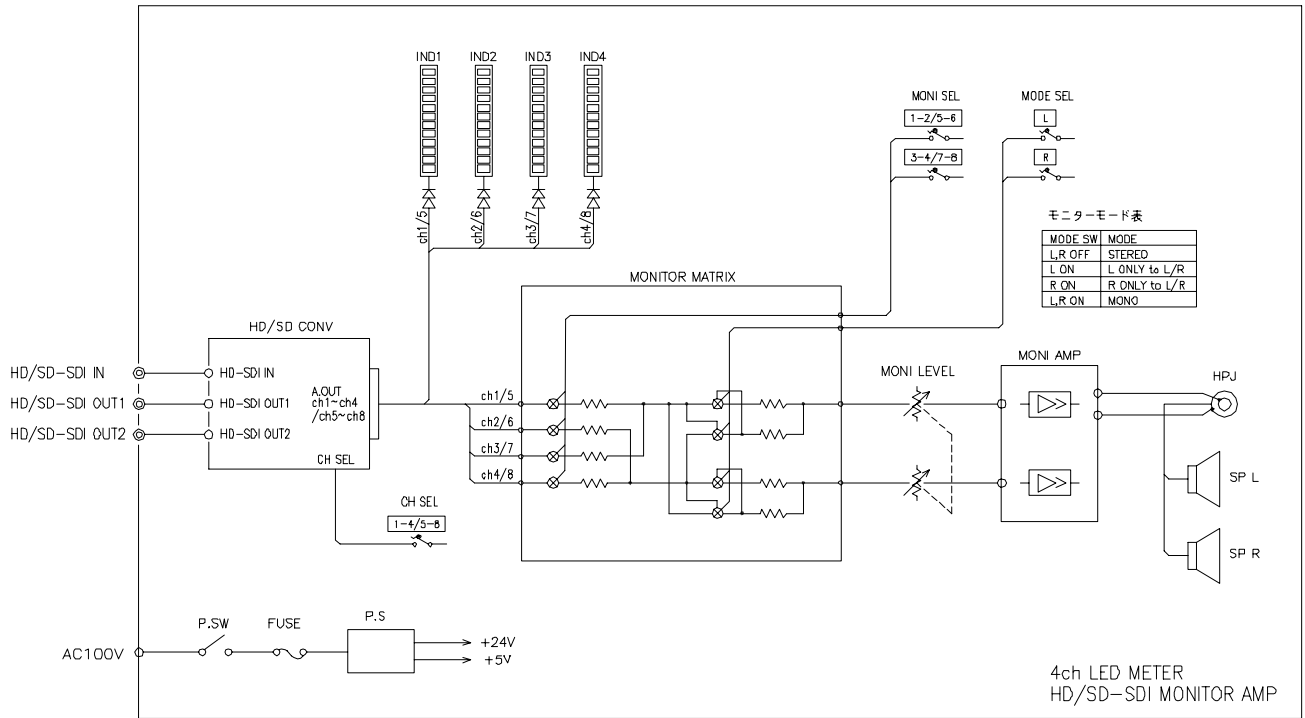 IND1 IND2 IND3 IND4
ch1/5 ch2/6 ch3/7 ch4/8
MONI SEL
1-2/5-6
3-4/7-8
MODE SEL
L
R
モニターモード表
MODE SW MODE
L,R OFF STEREO
L ON L ONLY to L/R
R ON R ONLY to L/R
L,R ON MONO
MONITOR MATRIX
HD/SD CONV
HD/SD-SDI IN
HD/SD-SDI OUT1
HD/SD-SDI OUT2
HD-SDI IN
HD-SDI OUT1
HD-SDI OUT2
A.OUT
ch1~ch4
/ch5~ch8
CH SEL
ch1/5
ch2/6
ch3/7
ch4/8
CH SEL
1-4/5-8
MONI LEVEL
MONI AMP
HPJ
SP L
SP R
AC100V
P.SW
FUSE
P.S
+24V
+5V
4ch LED METER
HD/SD-SDI MONITOR AMP